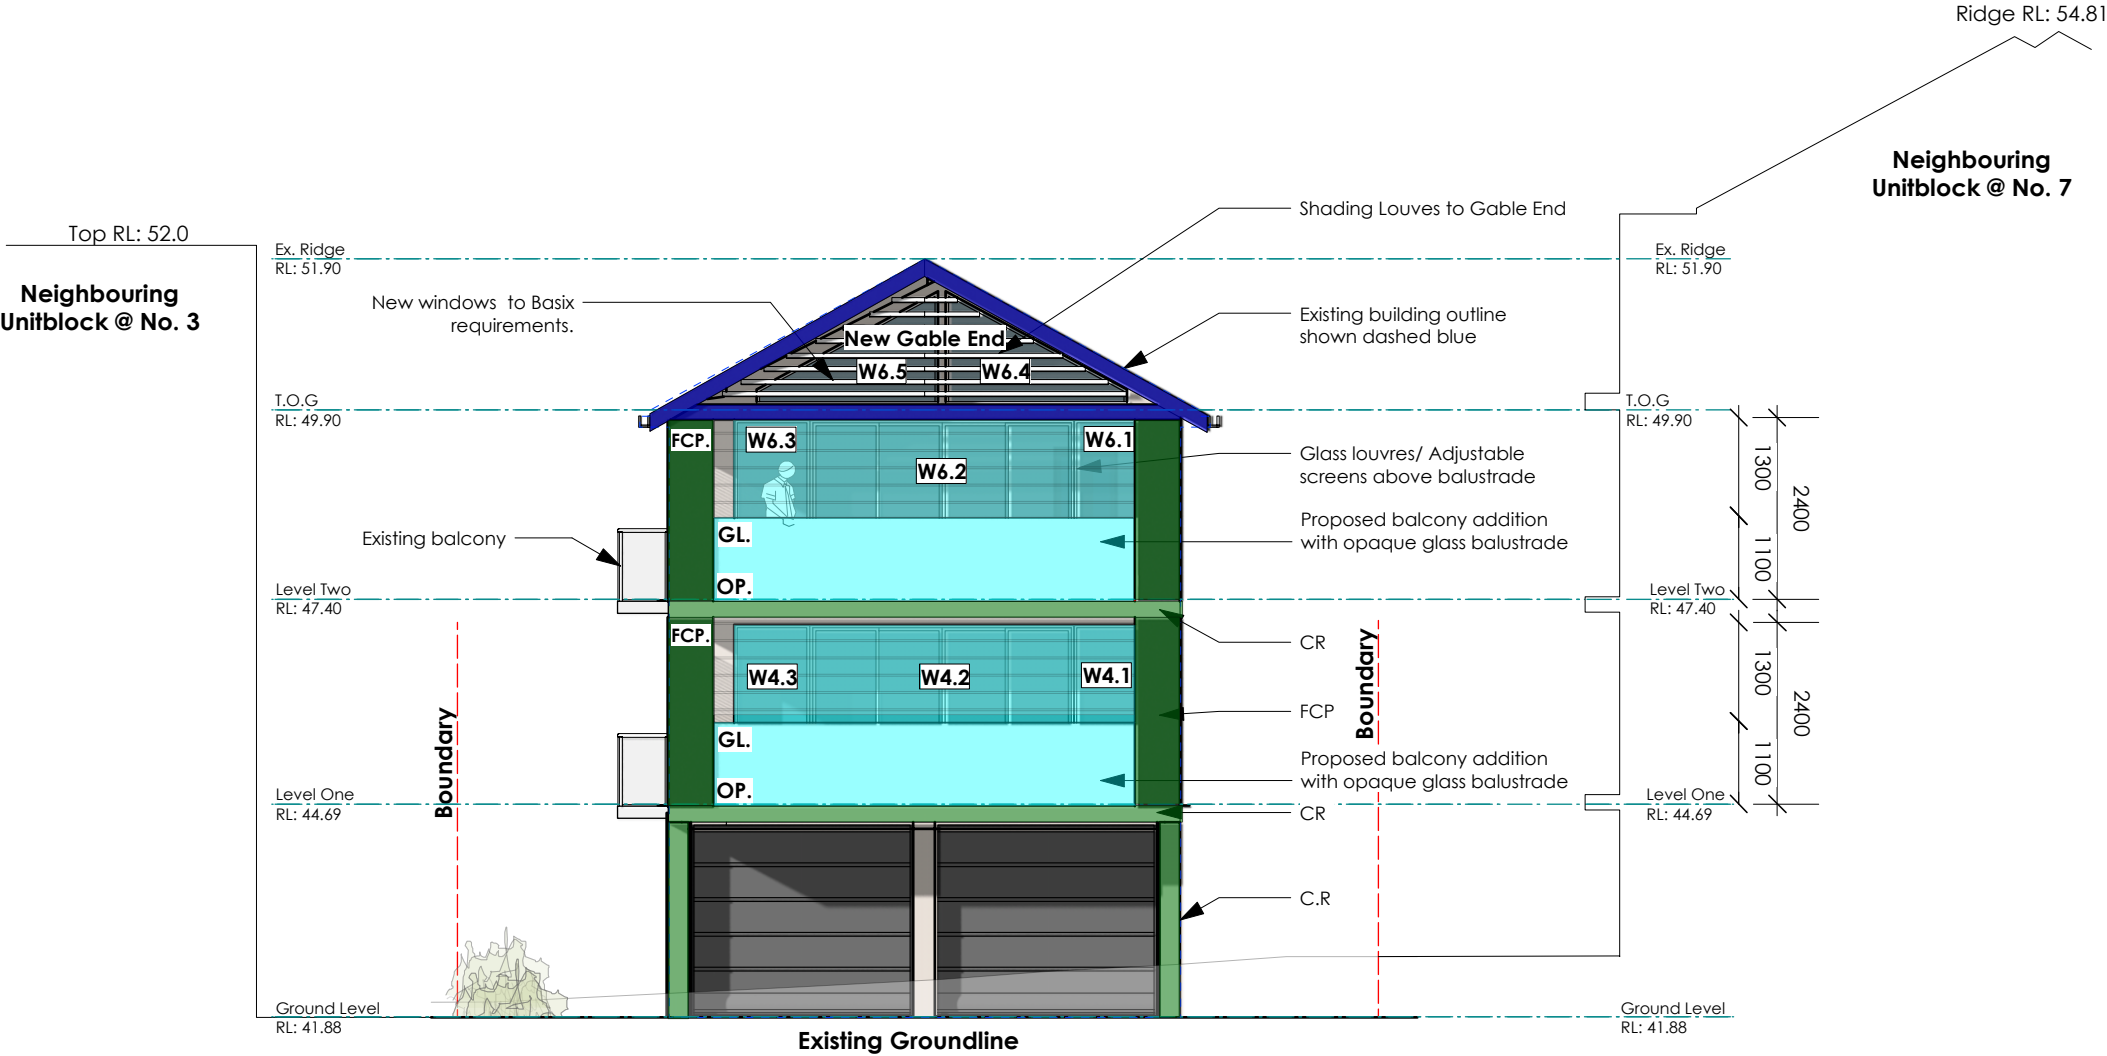 Ridge RL: 54.81
Neighbouring
Unitblock @ No. 7
Shading Louves to Gable End
Top RL: 52.0
Ex. Ridge
RL: 51.90
Ex. Ridge
RL: 51.90
Neighbouring
Unitblock @ No. 3
New windows to Basix
requirements.
Existing building outline
shown dashed blue
New Gable End
W6.5
W6.4
T.O.G
RL: 49.90
T.O.G
RL: 49.90
FCP.
W6.3
W6.2
W6.1
Glass louvres/ Adjustable
screens above balustrade
1300
2400
1100
Existing balcony
GL.
OP.
Proposed balcony addition
with opaque glass balustrade
Level Two
RL: 47.40
Level Two
RL: 47.40
FCP.
CR
W4.3
W4.2
W4.1
FCP
Boundary
Boundary
1300
2400
1100
GL.
OP.
Proposed balcony addition
with opaque glass balustrade
Level One
RL: 44.69
CR
Level One
RL: 44.69
C.R
Ground Level
RL: 41.88
Ground Level
RL: 41.88
Existing Groundline